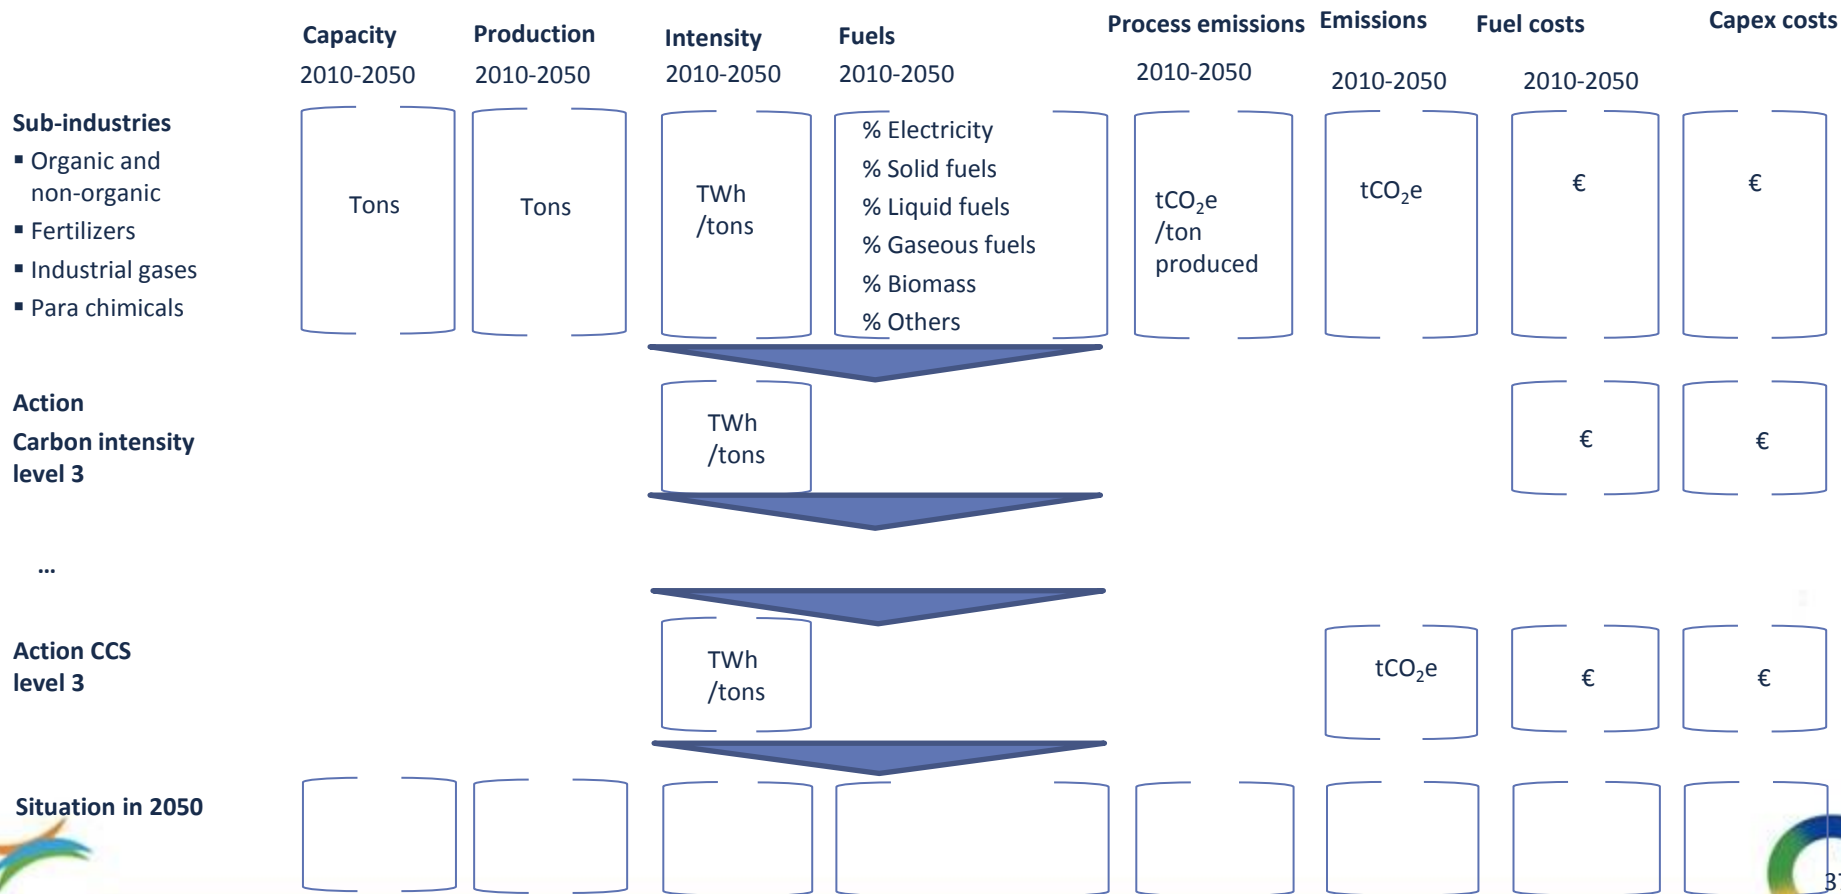 Capacity
Production
Intensity
Fuels
Process emissions
Emissions
Fuel costs
Capex costs
2010-2050
2010-2050
2010-2050
2010-2050
2010-2050
2010-2050
2010-2050
Sub-industries
▪ Organic and
non-organic
▪ Fertilizers
▪ Industrial gases
▪ Para chimicals
Tons
Tons
TWh
/tons
% Electricity
% Solid fuels
% Liquid fuels
% Gaseous fuels
% Biomass
% Others
tCO₂e
/ton
produced
tCO₂e
€
€
Action
Carbon intensity
level 3
TWh
/tons
€
€
…
Action CCS
level 3
TWh
/tons
tCO₂e
€
€
Situation in 2050